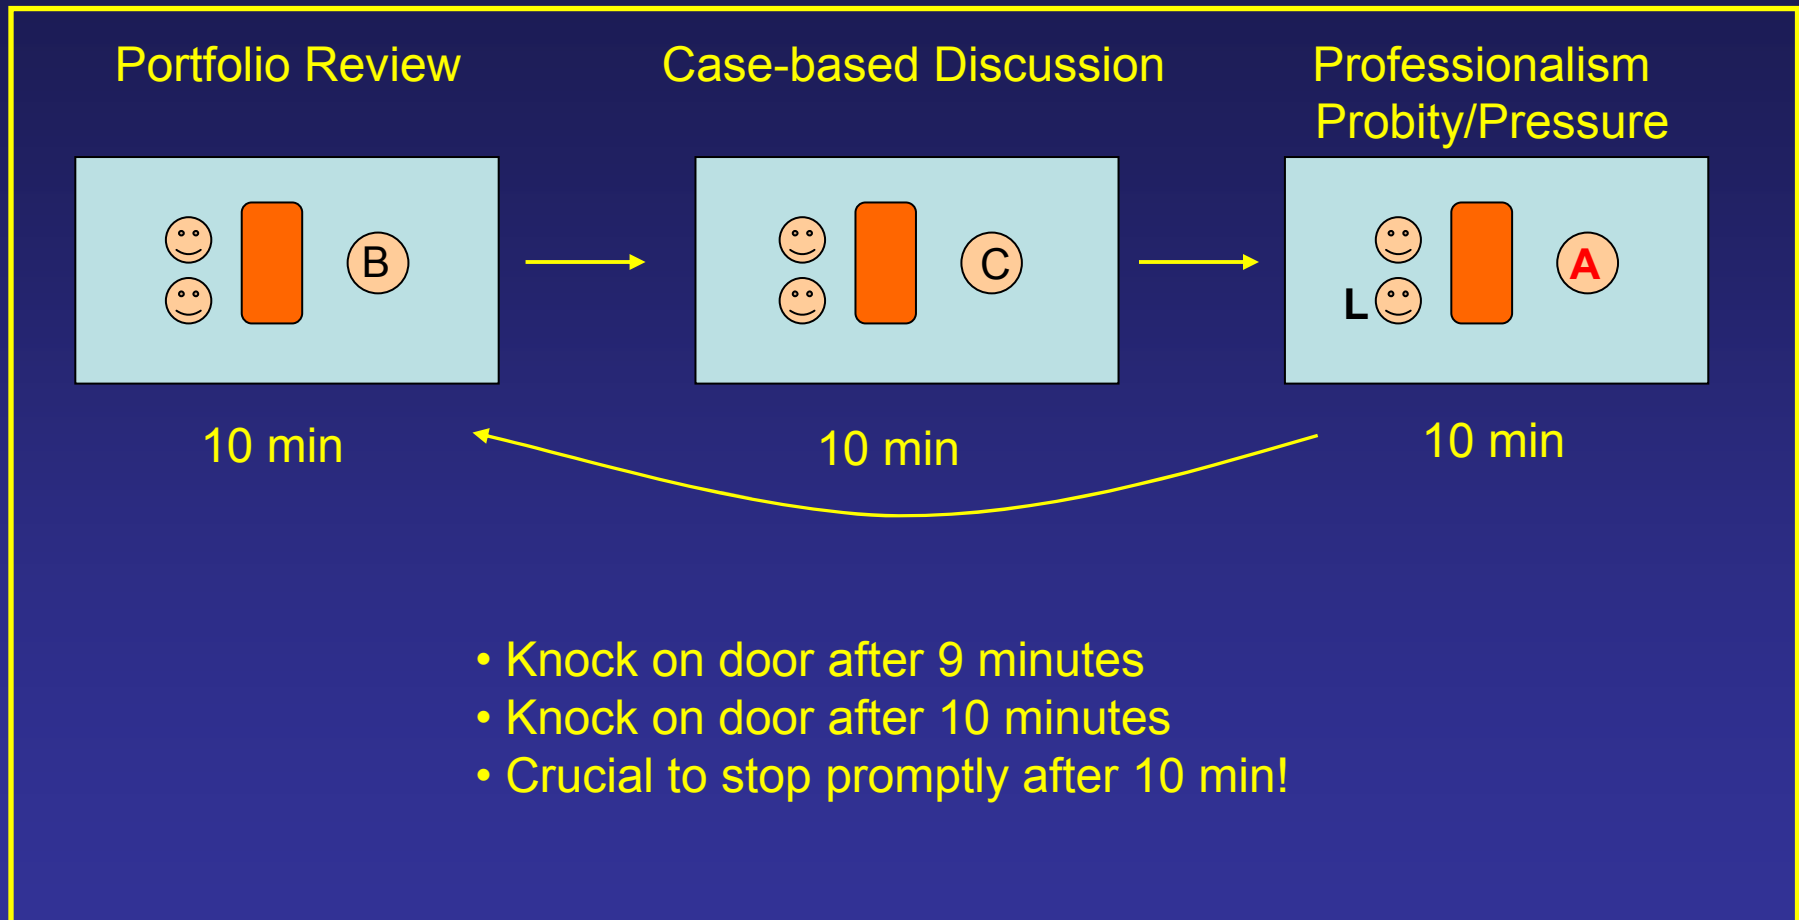 Portfolio Review
Case-based Discussion
Professionalism
Probity/Pressure
B
C
A
L
10 min
10 min
10 min
• Knock on door after 9 minutes
• Knock on door after 10 minutes
• Crucial to stop promptly after 10 min!